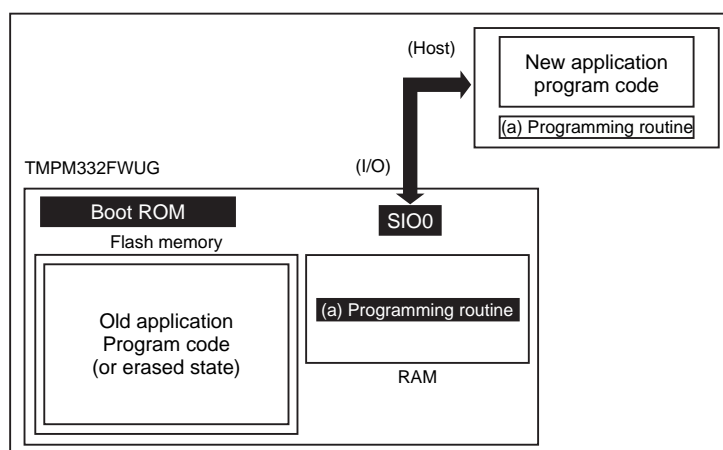 (Host)
New application
program code
(a) Programming routine
(I/O)
TMPM332FWUG
Boot ROM
SIO0
Flash memory
Old application
Program code
(or erased state)
(a) Programming routine
RAM